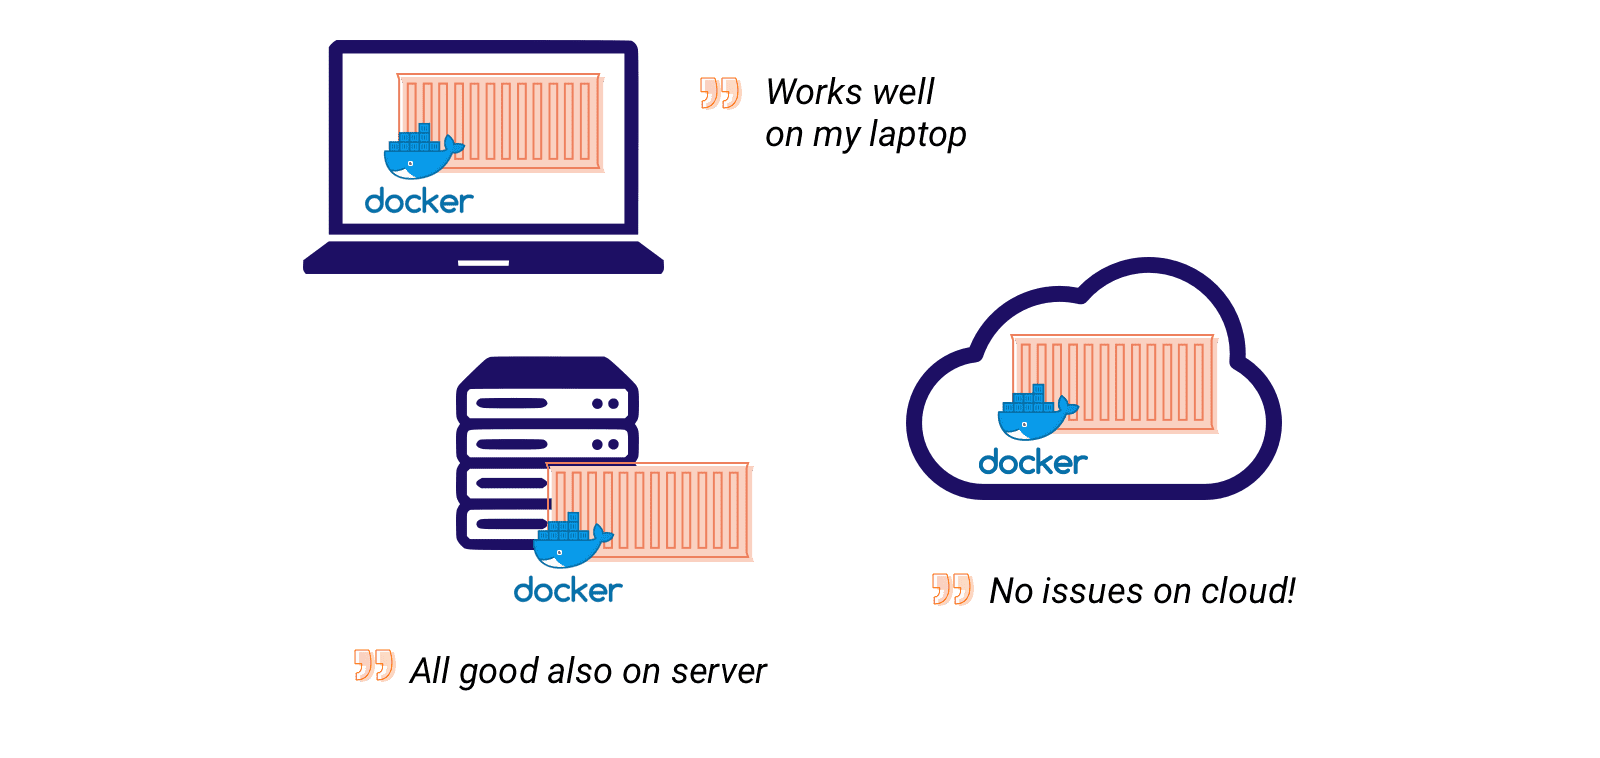 Works well
on my laptop
docker
docker
docker
No issues on cloud!
All good also on server